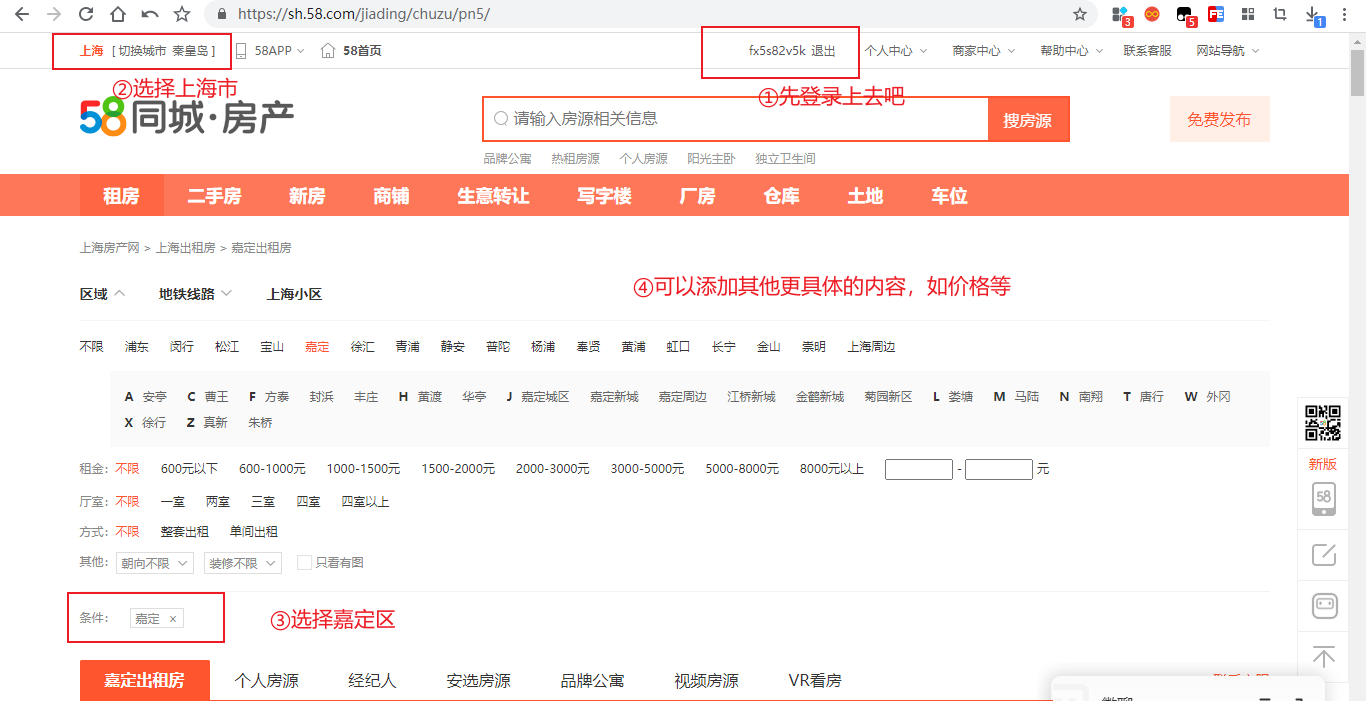 https://sh.58.com/jiading/chuzu/pn5/
3
5
FE
1
上海 [ 切换城市 秦皇岛 ] 58APP 58首页 fx5s82v5k 退出 个人中心 商家中心 帮助中心 联系客服 网站导航
②选择上海市
①先登录上去吧
58同城·房产
请输入房源相关信息 搜房源 免费发布
品牌公寓 热租房源 个人房源 阳光主卧 独立卫生间
租房 二手房 新房 商铺 生意转让 写字楼 厂房 仓库 土地 车位
上海房产网 > 上海出租房 > 嘉定出租房
④可以添加其他更具体的内容，如价格等
区域 地铁线路 上海小区
不限 浦东 闵行 松江 宝山 嘉定 徐汇 青浦 静安 普陀 杨浦 奉贤 黄浦 虹口 长宁 金山 崇明 上海周边
A 安亭 C 曹王 F 方泰 封浜 丰庄 H 黄渡 华亭 J 嘉定城区 嘉定新城 嘉定周边 江桥新城 金鹤新城 菊园新区 L 娄塘 M 马陆 N 南翔 T 唐行 W 外冈
X 徐行 Z 真新 朱桥
租金: 不限 600元以下 600-1000元 1000-1500元 1500-2000元 2000-3000元 3000-5000元 5000-8000元 8000元以上 - 元
新版
58
厅室: 不限 一室 两室 三室 四室 四室以上
方式: 不限 整套出租 单间出租
其他: 朝向不限 装修不限 只看有图
条件: 嘉定 ×
③选择嘉定区
嘉定出租房 个人房源 经纪人 安选房源 品牌公寓 视频房源 VR看房